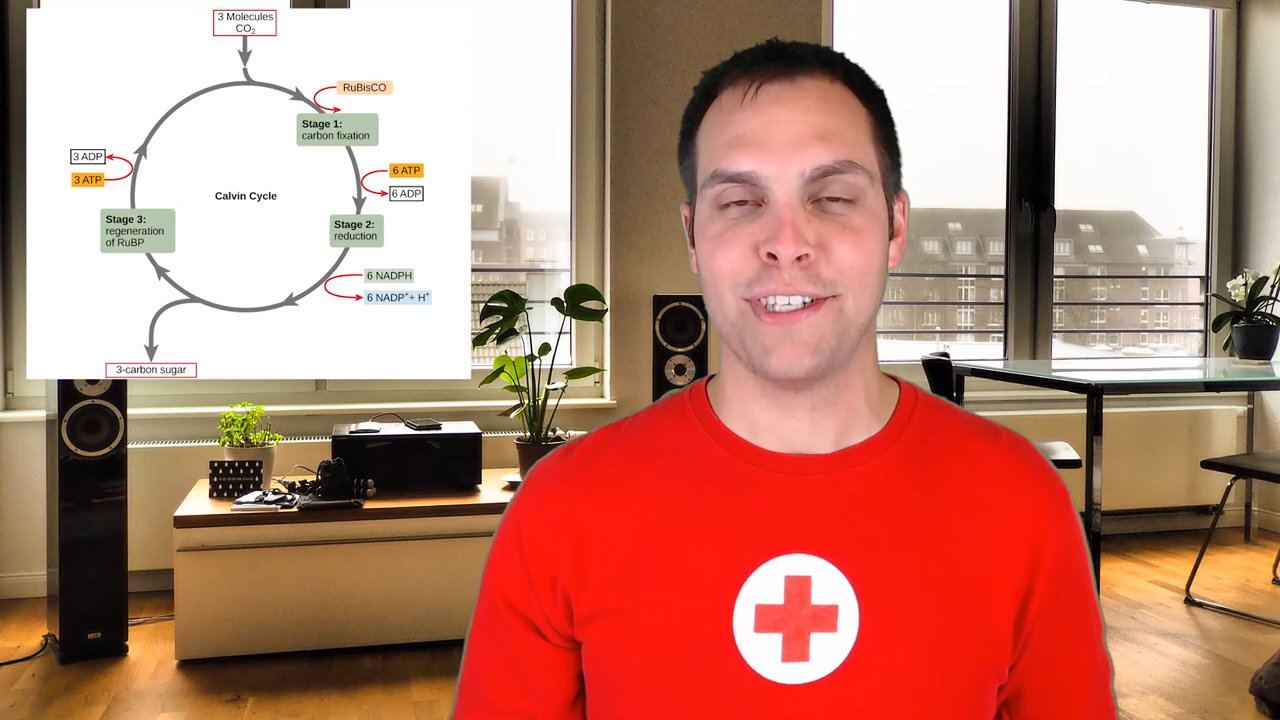 3 Molecules
CO₂
RuBisCO
Stage 1:
carbon fixation
3 ADP
3 ATP
6 ATP
6 ADP
Calvin Cycle
Stage 3:
regeneration
of RuBP
Stage 2:
reduction
6 NADPH
6 NADP⁺+ H⁺
3-carbon sugar
HECO